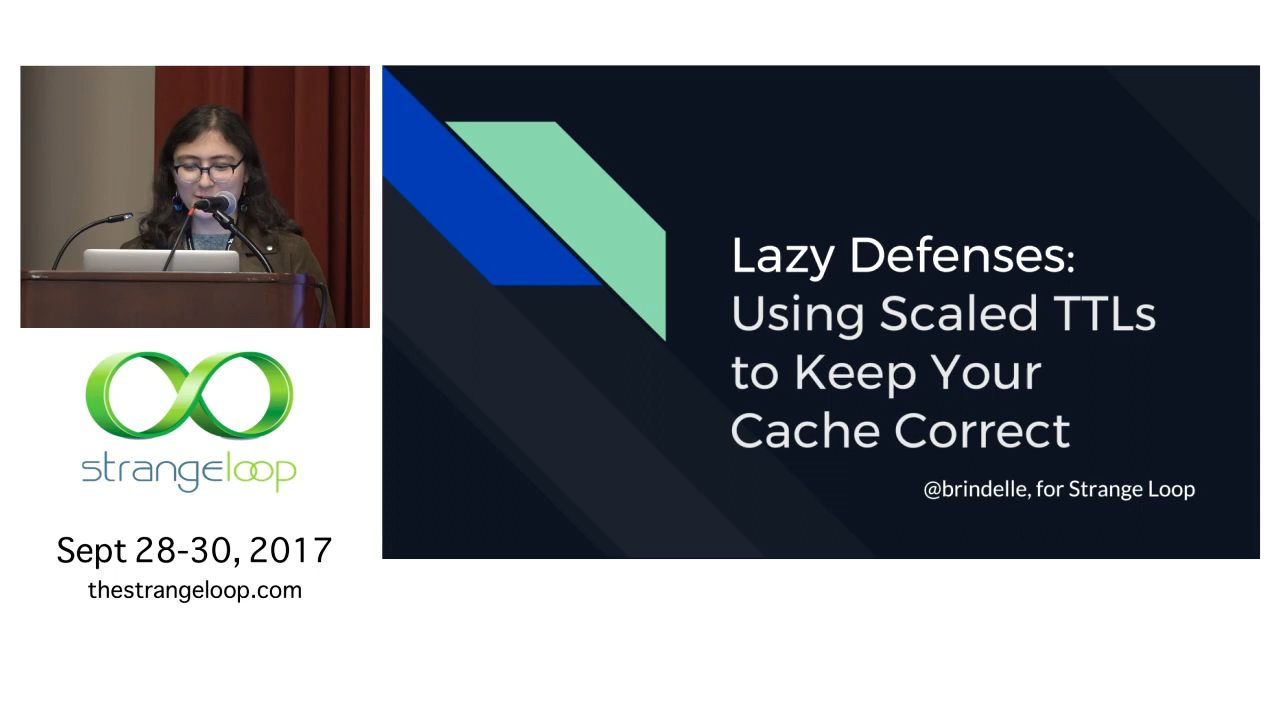 strangeloop
Sept 28-30, 2017
thestrangeloop.com
Lazy Defenses:
Using Scaled TTLs
to Keep Your
Cache Correct
@brindelle, for Strange Loop